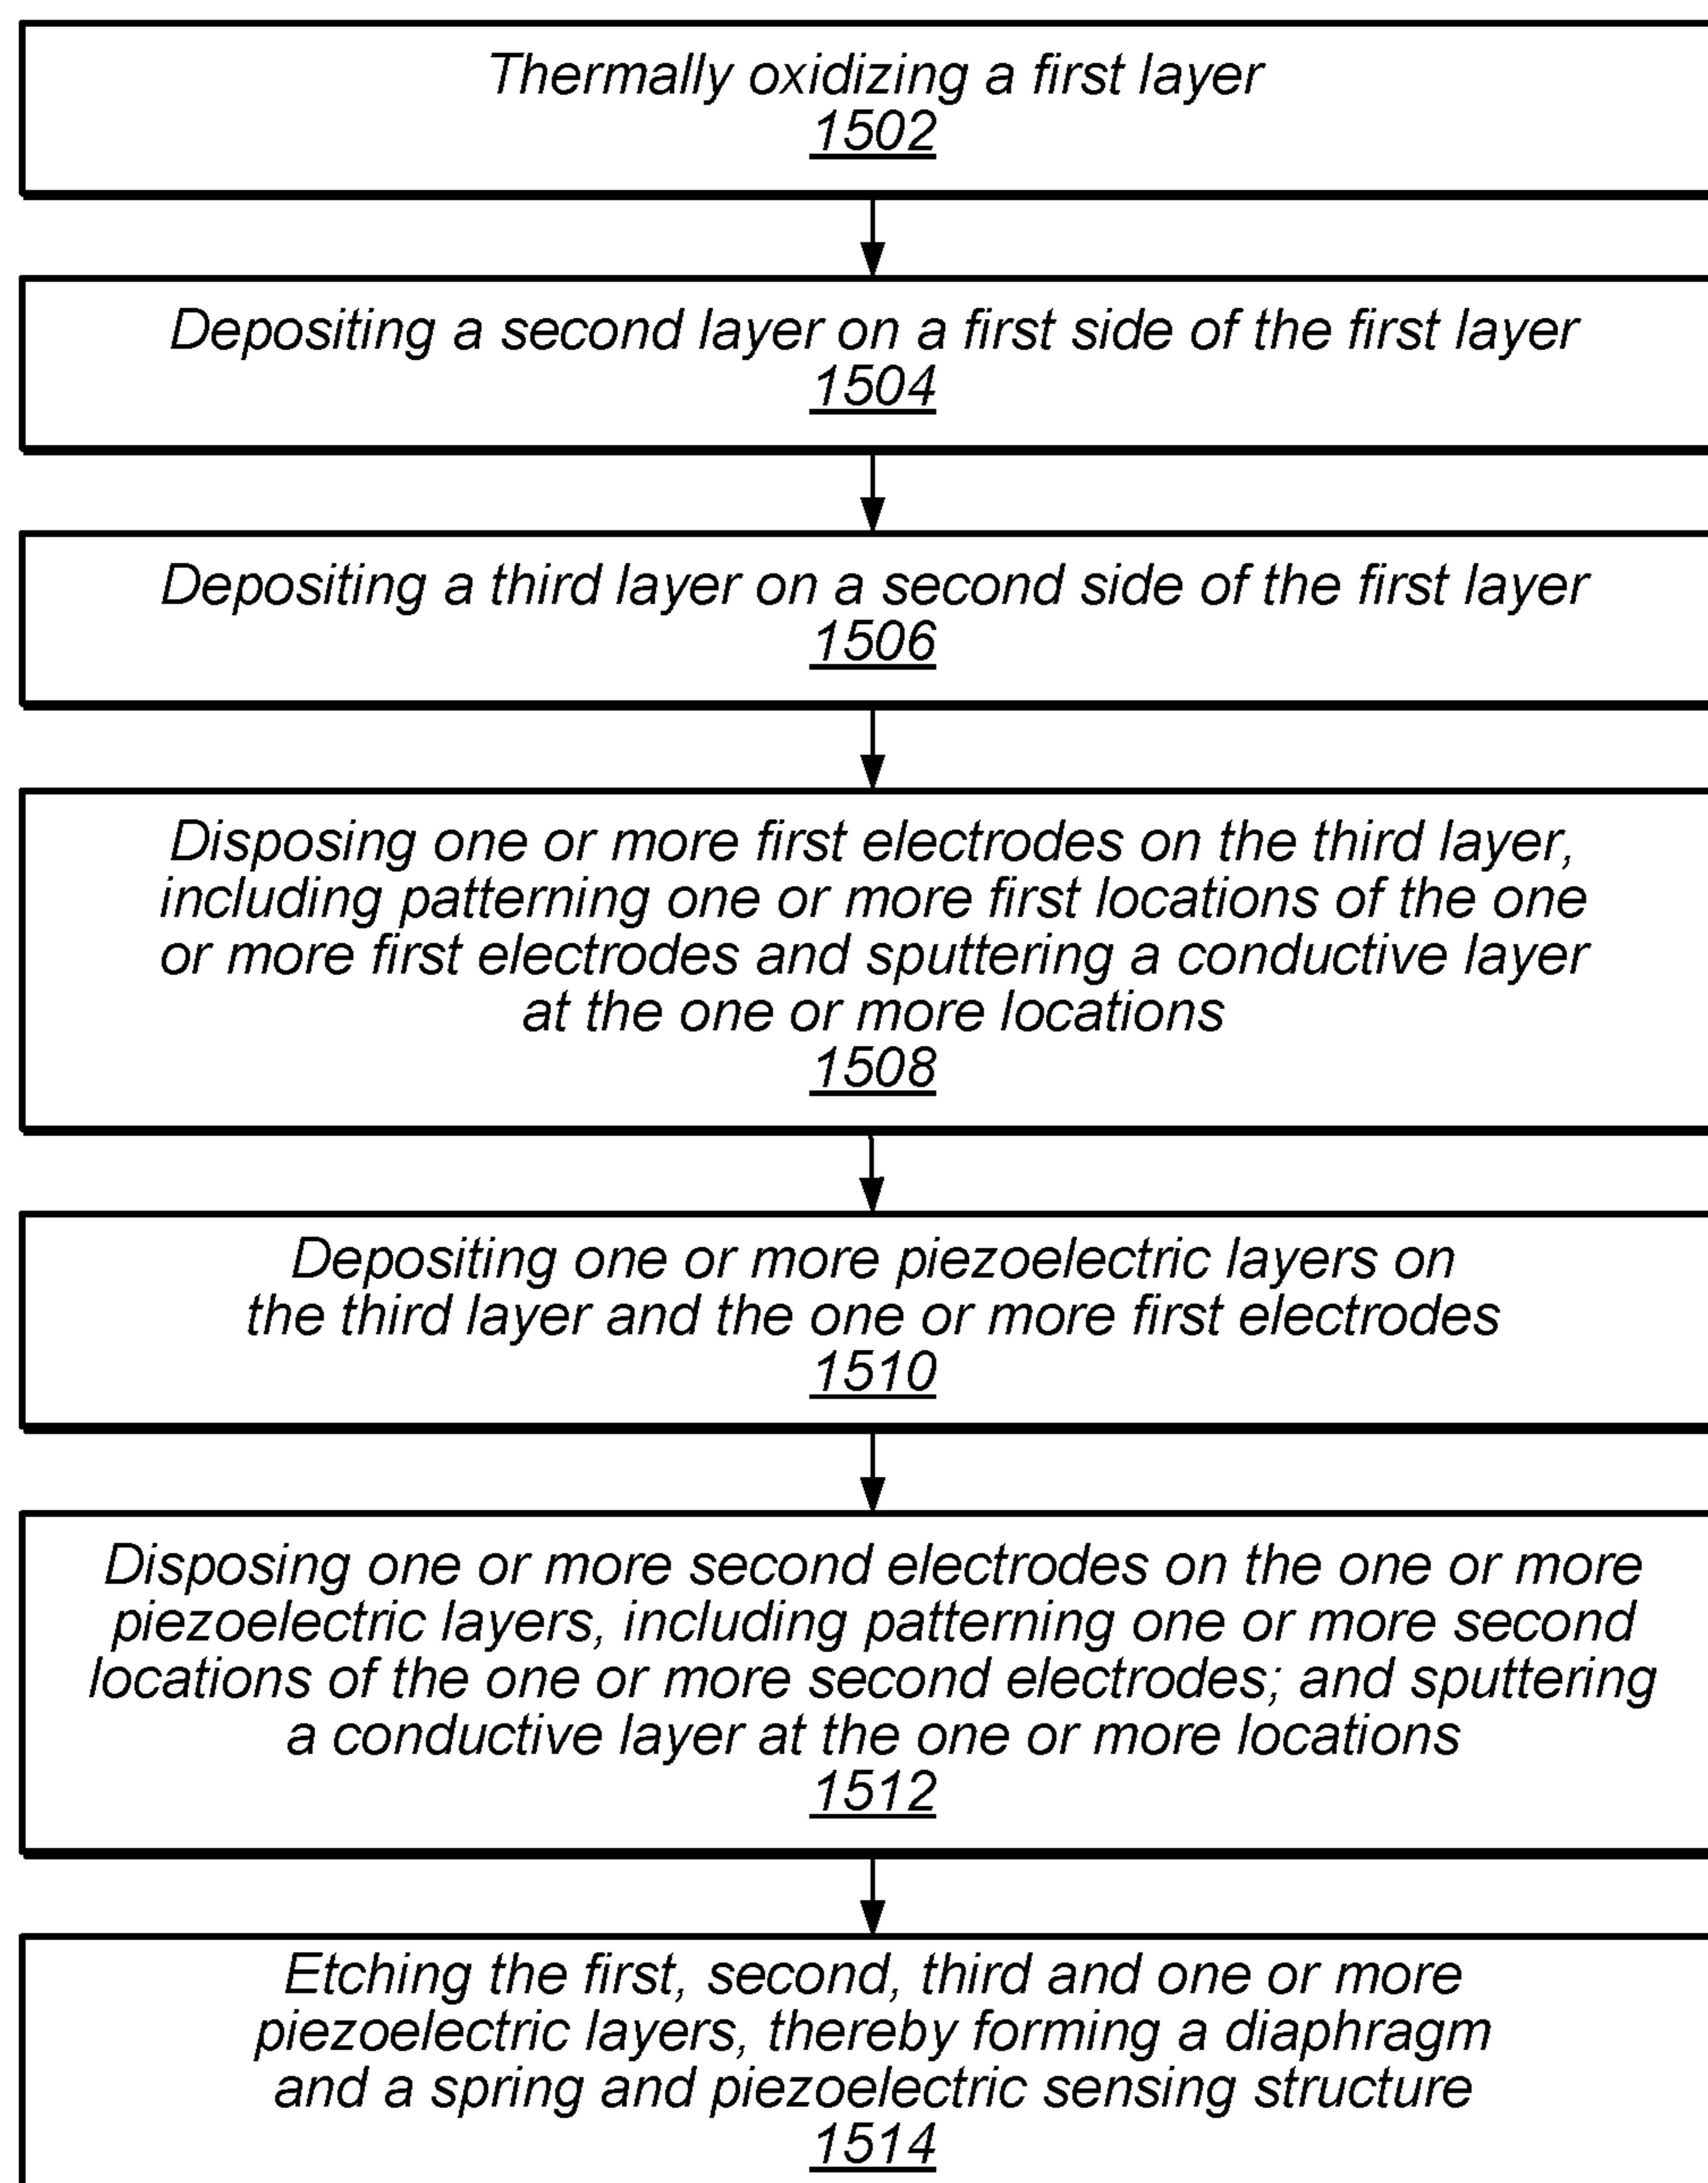 Thermally oxidizing a first layer
1502
Depositing a second layer on a first side of the first layer
1504
Depositing a third layer on a second side of the first layer
1506
Disposing one or more first electrodes on the third layer,
including patterning one or more first locations of the one
or more first electrodes and sputtering a conductive layer
at the one or more locations
1508
Depositing one or more piezoelectric layers on
the third layer and the one or more first electrodes
1510
Disposing one or more second electrodes on the one or more
piezoelectric layers, including patterning one or more second
locations of the one or more second electrodes; and sputtering
a conductive layer at the one or more locations
1512
Etching the first, second, third and one or more
piezoelectric layers, thereby forming a diaphragm
and a spring and piezoelectric sensing structure
1514